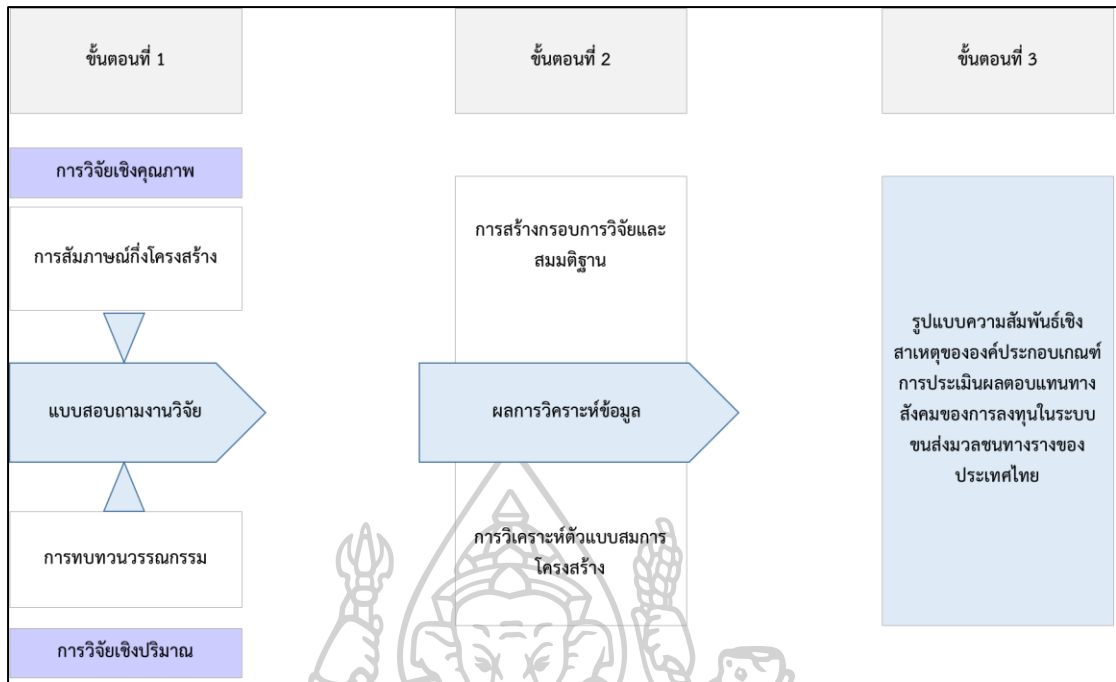 ขั้นตอนที่ 1
ขั้นตอนที่ 2
ขั้นตอนที่ 3
การวิจัยเชิงคุณภาพ
การสัมภาษณ์กึ่งโครงสร้าง
แบบสอบถามงานวิจัย
การทบทวนวรรณกรรม
การวิจัยเชิงปริมาณ
การสร้างกรอบการวิจัยและ
สมมติฐาน
ผลการวิคราะห์ข้อมูล
การวิเคราะห์ตัวแบบสมการ
โครงสร้าง
รูปแบบความสัมพันธ์เชิง
สาเหตุขององค์ประกอบเกณฑ์
การประเมินผลตอบแทนทาง
สังคมของการลงทุนในระบบ
ขนส่งมวลชนทางรางของ
ประเทศไทย